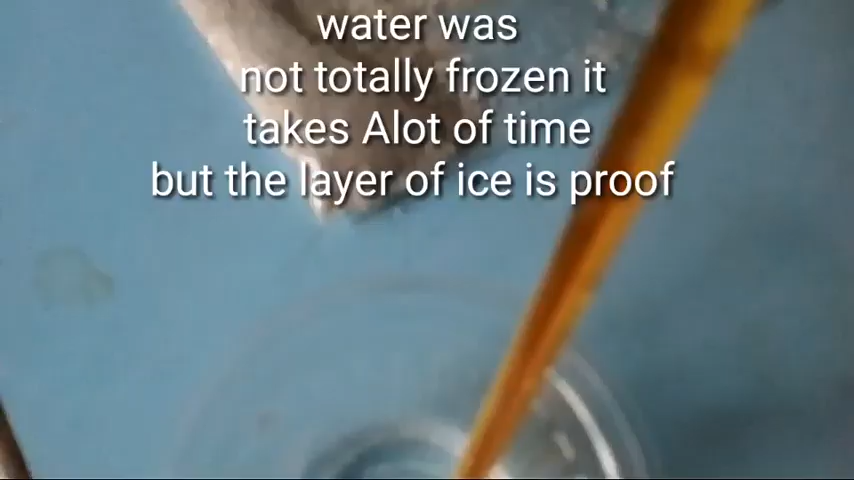 water was
not totally frozen it
takes Alot of time
but the layer of ice is proof